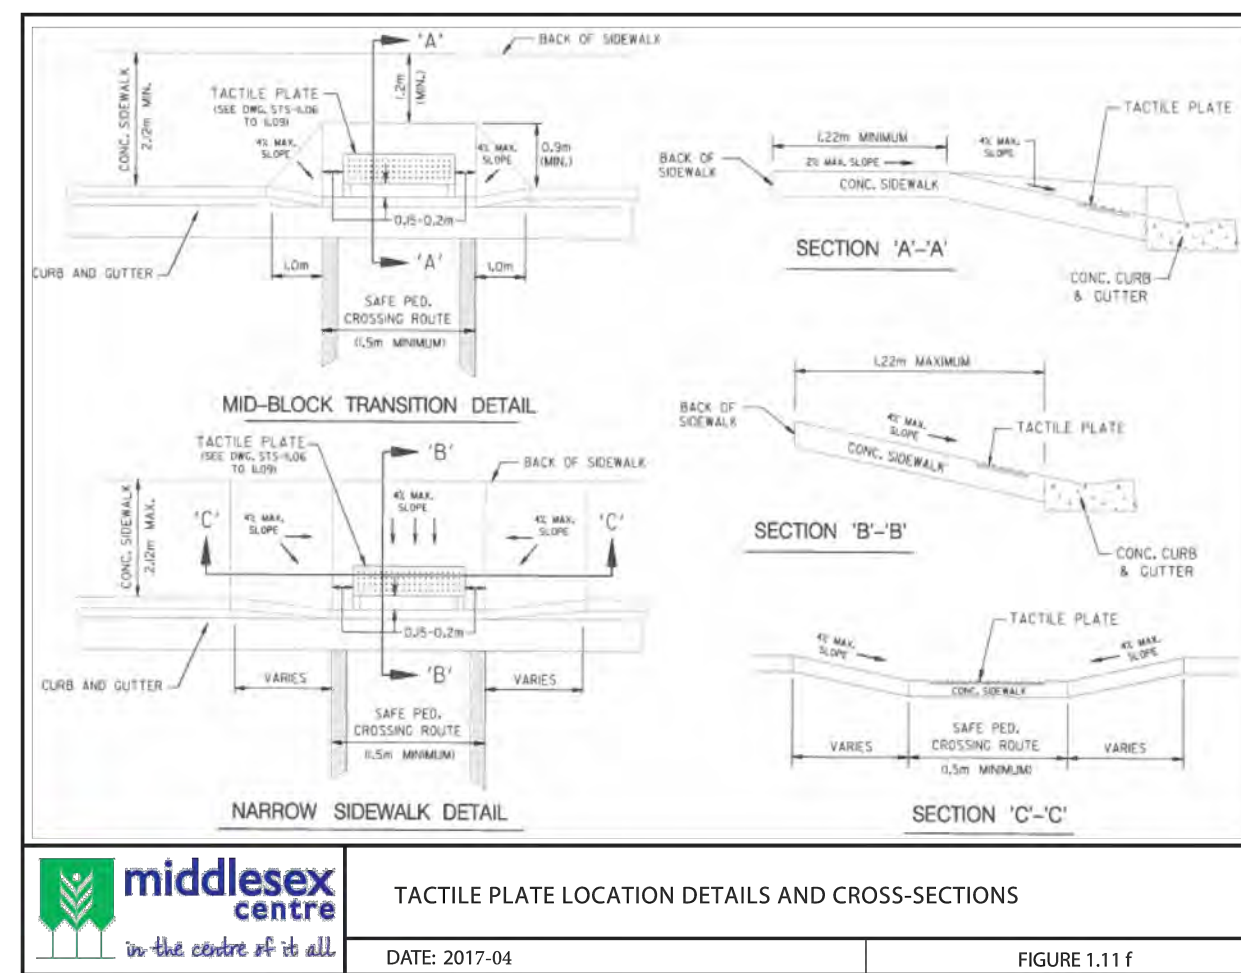 'A'
BACK OF SIDEWALK
CONC. SIDEWALK
2.12m MIN.
1.2m
(MIN.)
TACTILE PLATE
(SEE DWG. STS-1.06
TO 1.09)
4% MAX.
SLOPE
4% MAX.
SLOPE
0.9m
(MIN.)
0.15-0.2m
CURB AND GUTTER
1.0m
'A'
1.0m
SAFE PED.
CROSSING ROUTE
(1.5m MINIMUM)
MID-BLOCK TRANSITION DETAIL
TACTILE PLATE
(SEE DWG. STS-1.06
TO 1.09)
'B'
BACK OF SIDEWALK
CONC. SIDEWALK
2.12m MAX.
'C'
4% MAX.
SLOPE
4% MAX.
SLOPE
4% MAX.
SLOPE
'C'
0.15-0.2m
CURB AND GUTTER
VARIES
'B'
VARIES
SAFE PED.
CROSSING ROUTE
(1.5m MINIMUM)
NARROW SIDEWALK DETAIL
TACTILE PLATE
1.22m MINIMUM
4% MAX.
SLOPE
BACK OF
SIDEWALK
2% MAX. SLOPE
CONC. SIDEWALK
SECTION 'A'-'A'
CONC. CURB
& GUTTER
1.22m MAXIMUM
BACK OF
SIDEWALK
4% MAX.
SLOPE
TACTILE PLATE
CONC. SIDEWALK
SECTION 'B'-'B'
CONC. CURB
& GUTTER
TACTILE PLATE
4% MAX.
SLOPE
4% MAX.
SLOPE
CONC. SIDEWALK
VARIES
SAFE PED.
CROSSING ROUTE
(1.5m MINIMUM)
VARIES
SECTION 'C'-'C'
middlesex
centre
in the centre of it all
TACTILE PLATE LOCATION DETAILS AND CROSS-SECTIONS
DATE: 2017-04
FIGURE 1.11 f